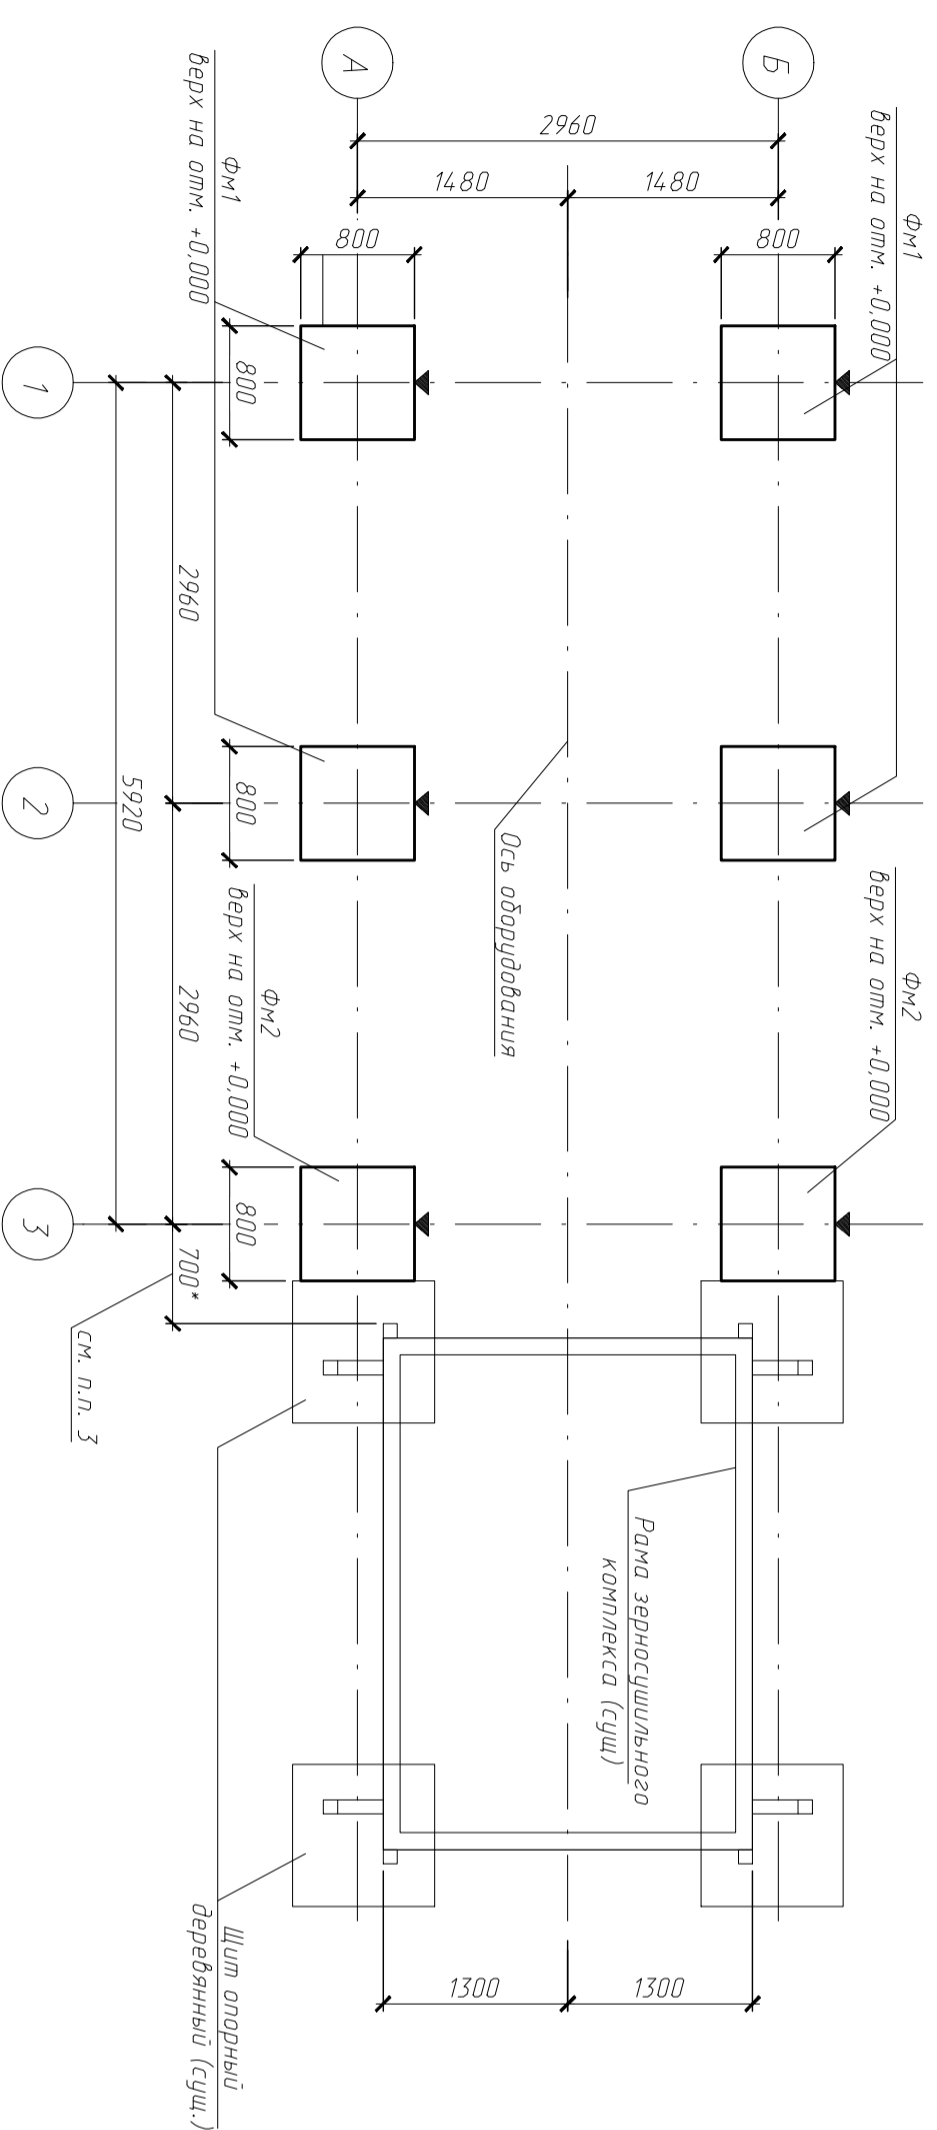 Фм1
верх на отм. +0,000
Фм1
верх на отм. +0,000
Фм2
верх на отм. +0,000
Фм2
верх на отм. +0,000
А
Б
2960
1480
1480
800
800
800
800
800
1
2
3
2960
2960
5920
700*
см. п.п. 3
Ось оборудования
Рама зерносушильного
комплекса (сущ)
Щит опорный
деревянный (сущ.)
1300
1300